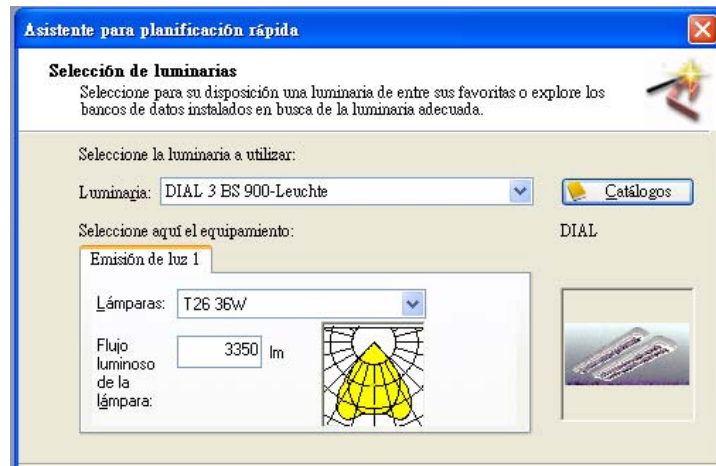 Asistente para planificación rápida
Selección de luminarias
Seleccione para su disposición una luminaria de entre sus favoritas o explore los
bancos de datos instalados en busca de la luminaria adecuada.
Seleccione la luminaria a utilizar:
Luminaria: DIAL 3 BS 900-Leuchte
Catálogos
Seleccione aquí el equipamiento:
DIAL
Emisión de luz 1
Lámparas: T26 36W
Flujo
luminoso
de la
lámpara:
3350 lm